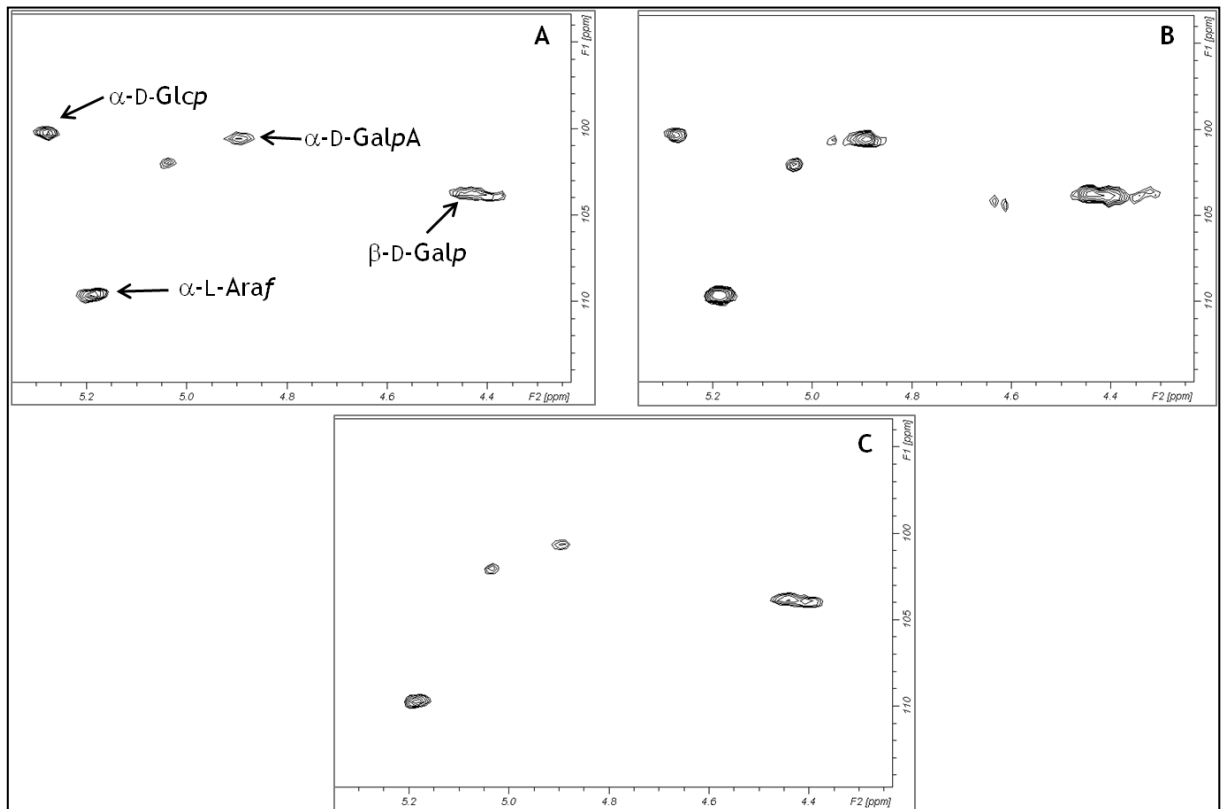 A
F1 [ppm]
α-D-Glcp
100
α-D-GalpA
105
β-D-Galp
α-L-Araf
110
5.2 5.0 4.8 4.6 4.4 F2 [ppm]
B
F1 [ppm]
100
105
110
5.2 5.0 4.8 4.6 4.4 F2 [ppm]
C
F1 [ppm]
100
105
110
5.2 5.0 4.8 4.6 4.4 F2 [ppm]